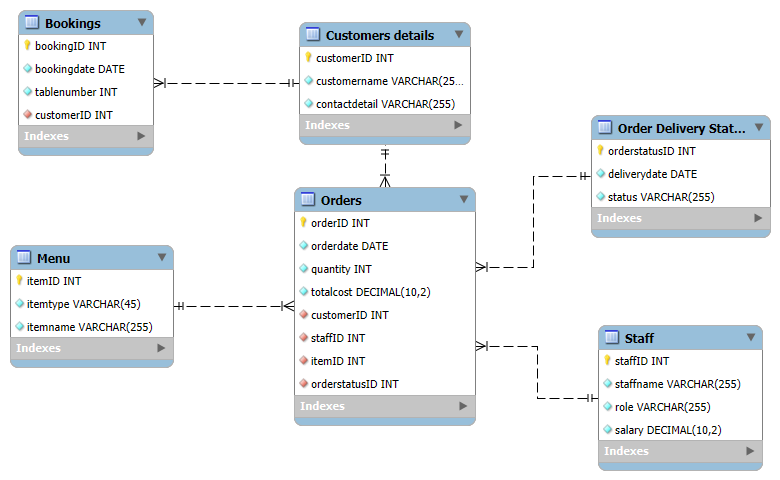 Bookings
bookingID INT
bookingdate DATE
tablenumber INT
customerID INT
Indexes
Customers details
customerID INT
customername VARCHAR(25...
contactdetail VARCHAR(255)
Indexes
Order Delivery Stat...
orderstatusID INT
deliverydate DATE
status VARCHAR(255)
Indexes
Orders
orderID INT
orderdate DATE
quantity INT
totalcost DECIMAL(10,2)
customerID INT
staffID INT
itemID INT
orderstatusID INT
Indexes
Menu
itemID INT
itemtype VARCHAR(45)
itemname VARCHAR(255)
Indexes
Staff
staffID INT
staffname VARCHAR(255)
role VARCHAR(255)
salary DECIMAL(10,2)
Indexes